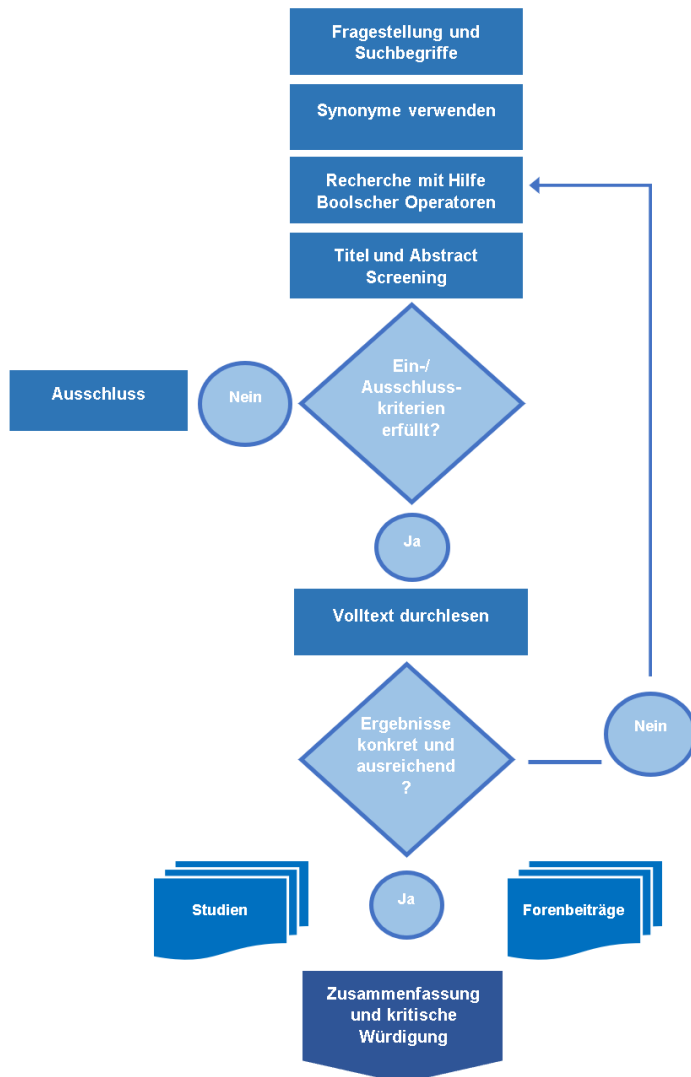 Fragestellung und
Suchbegriffe
Synonyme verwenden
Recherche mit Hilfe
Boolscher Operatoren
Titel und Abstract
Screening
Ein-/
Ausschluss-
kriterien
erfüllt?
Nein
Ausschluss
Ja
Volltext durchlesen
Ergebnisse
konkret und
ausreichend
?
Nein
Studien
Ja
Forenbeiträge
Zusammenfassung
und kritische
Würdigung